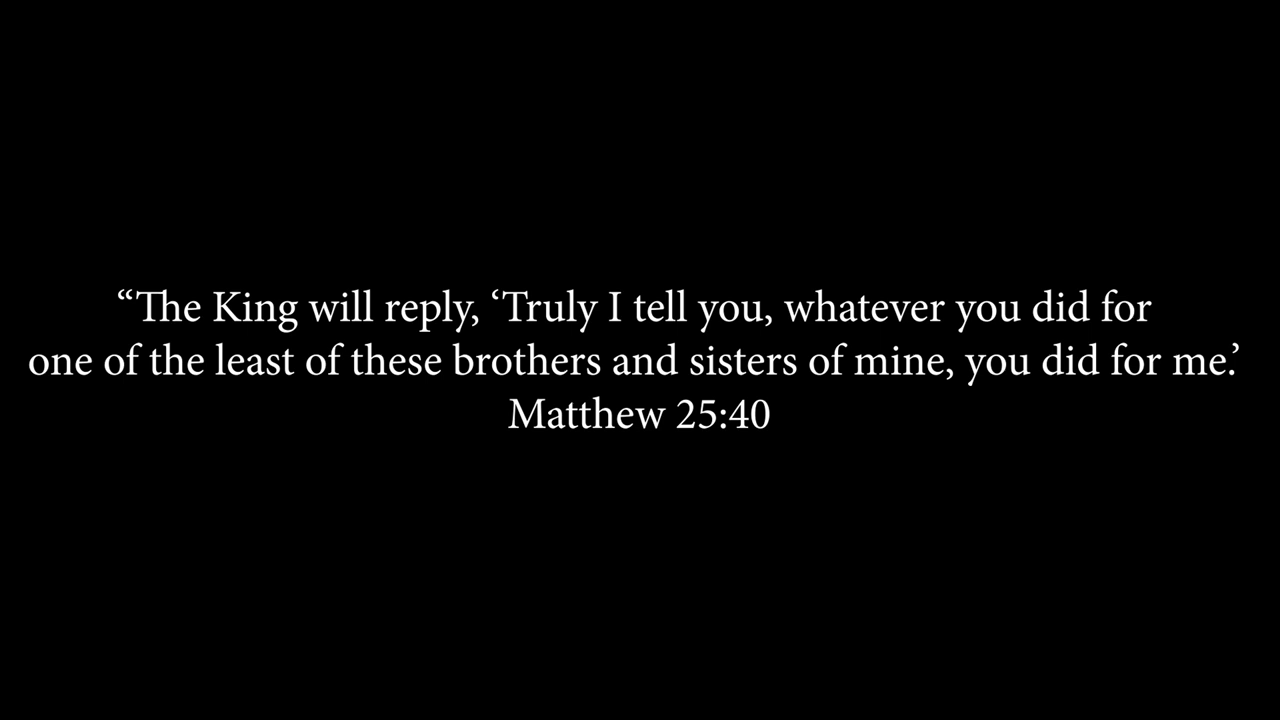 “The King will reply, ‘Truly I tell you, whatever you did for
one of the least of these brothers and sisters of mine, you did for me.’
Matthew 25:40